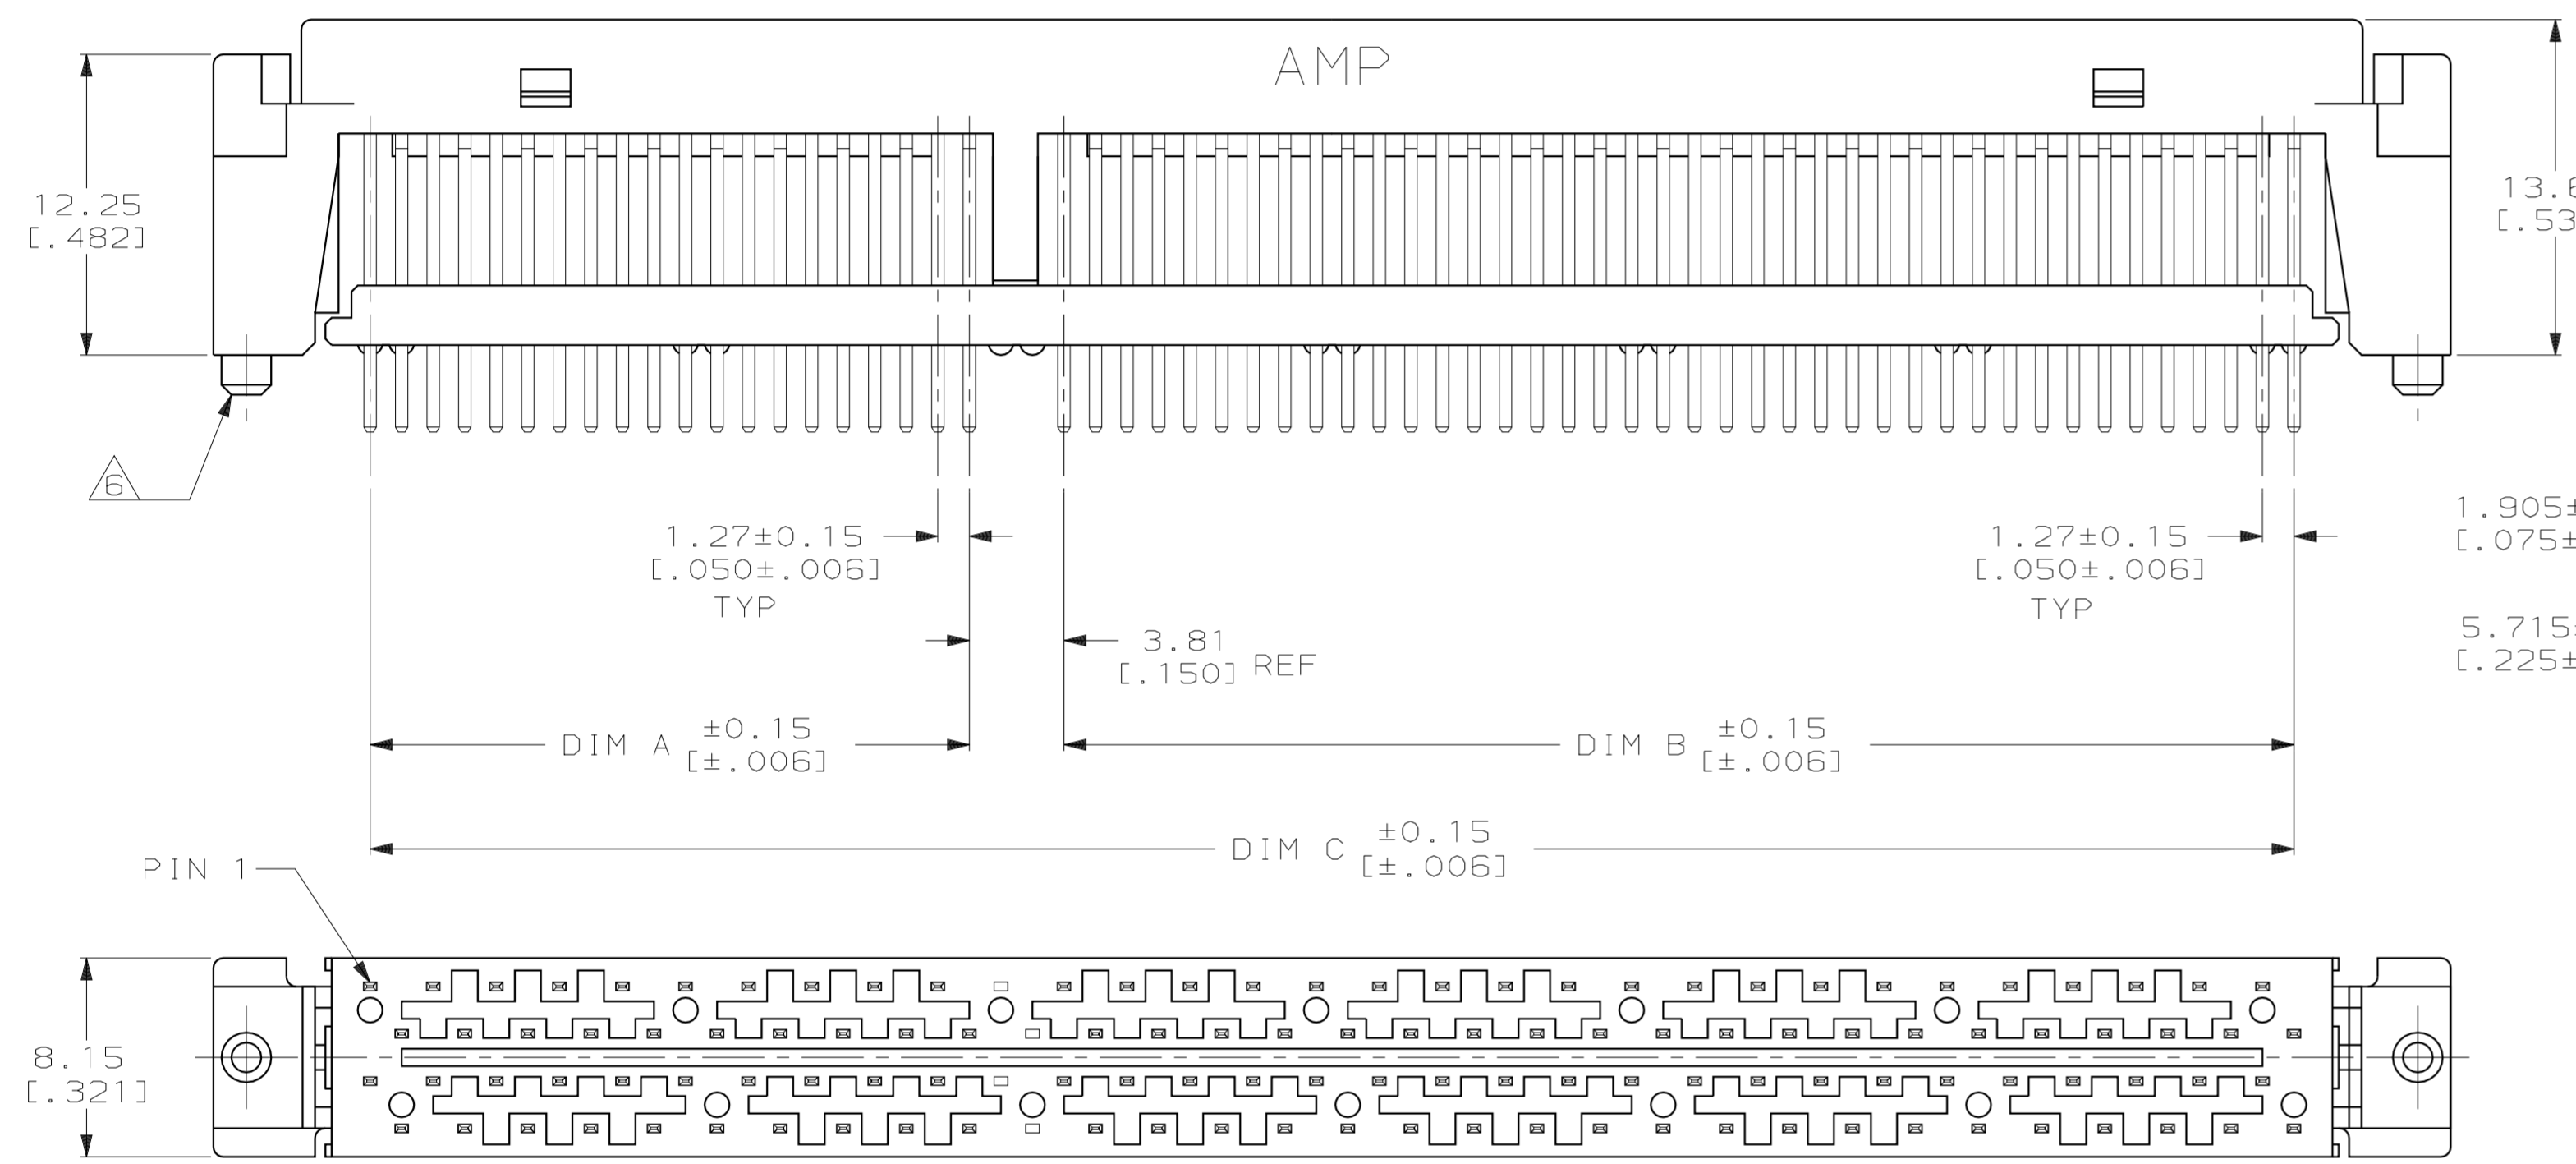 AMP
12.25
[.482]
13.6
[.53
6
1.27±0.15
[.050±.006]
TYP
1.27±0.15
[.050±.006]
TYP
1.905±
[.075±
3.81
[.150] REF
5.715±
[.225±
DIM A ±0.15
[±.006]
DIM B ±0.15
[±.006]
DIM C ±0.15
[±.006]
PIN 1
8.15
[.321]